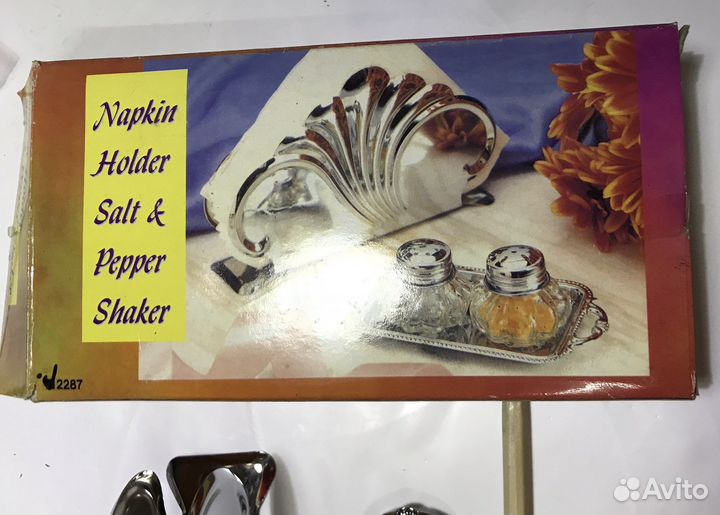 Napkin
Holder
Salt &
Pepper
Shaker
2287
Avito